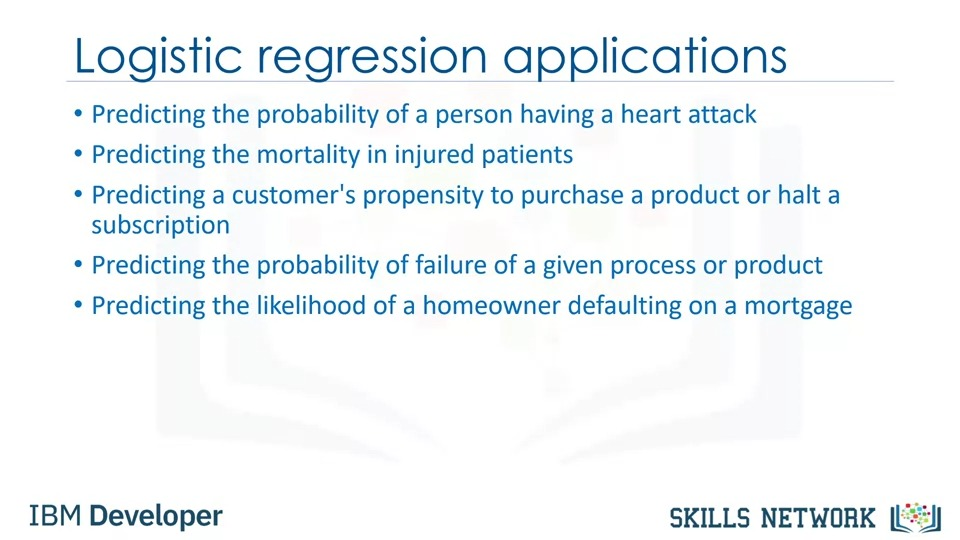 Logistic regression applications
• Predicting the probability of a person having a heart attack
• Predicting the mortality in injured patients
• Predicting a customer's propensity to purchase a product or halt a
subscription
• Predicting the probability of failure of a given process or product
• Predicting the likelihood of a homeowner defaulting on a mortgage
IBM Developer
SKILLS NETWORK